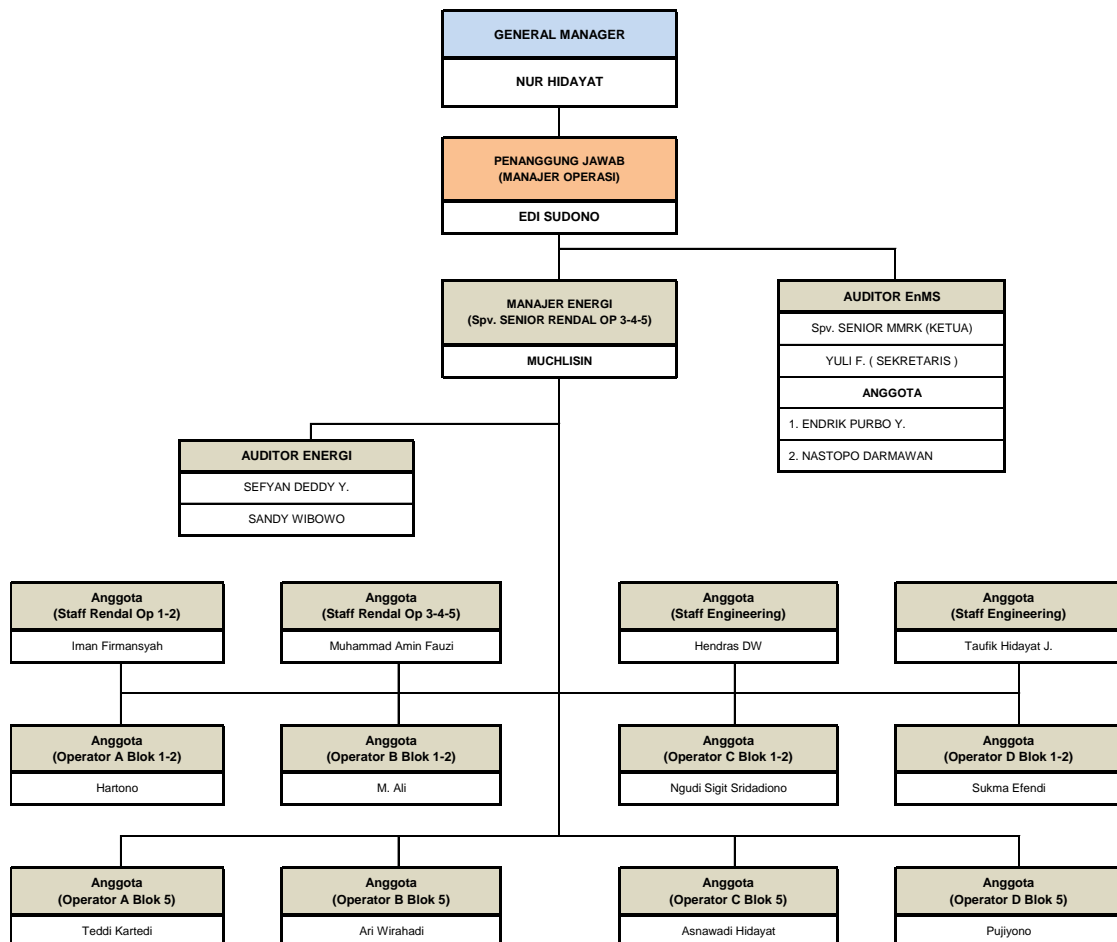 GENERAL MANAGER
NUR HIDAYAT
PENANGGUNG JAWAB
(MANAJER OPERASI)
EDI SUDONO
MANAJER ENERGI
(Spv. SENIOR RENDAL OP 3-4-5)
MUCHLISIN
AUDITOR EnMS
Spv. SENIOR MMRK (KETUA)
YULI F. ( SEKRETARIS )
ANGGOTA
1. ENDRIK PURBO Y.
2. NASTOPO DARMAWAN
AUDITOR ENERGI
SEFYAN DEDDY Y.
SANDY WIBOWO
Anggota
(Staff Rendal Op 1-2)
Iman Firmansyah
Anggota
(Staff Rendal Op 3-4-5)
Muhammad Amin Fauzi
Anggota
(Staff Engineering)
Hendras DW
Anggota
(Staff Engineering)
Taufik Hidayat J.
Anggota
(Operator A Blok 1-2)
Hartono
Anggota
(Operator B Blok 1-2)
M. Ali
Anggota
(Operator C Blok 1-2)
Ngudi Sigit Sridadiono
Anggota
(Operator D Blok 1-2)
Sukma Efendi
Anggota
(Operator A Blok 5)
Teddi Kartedi
Anggota
(Operator B Blok 5)
Ari Wirahadi
Anggota
(Operator C Blok 5)
Asnawadi Hidayat
Anggota
(Operator D Blok 5)
Pujiyono